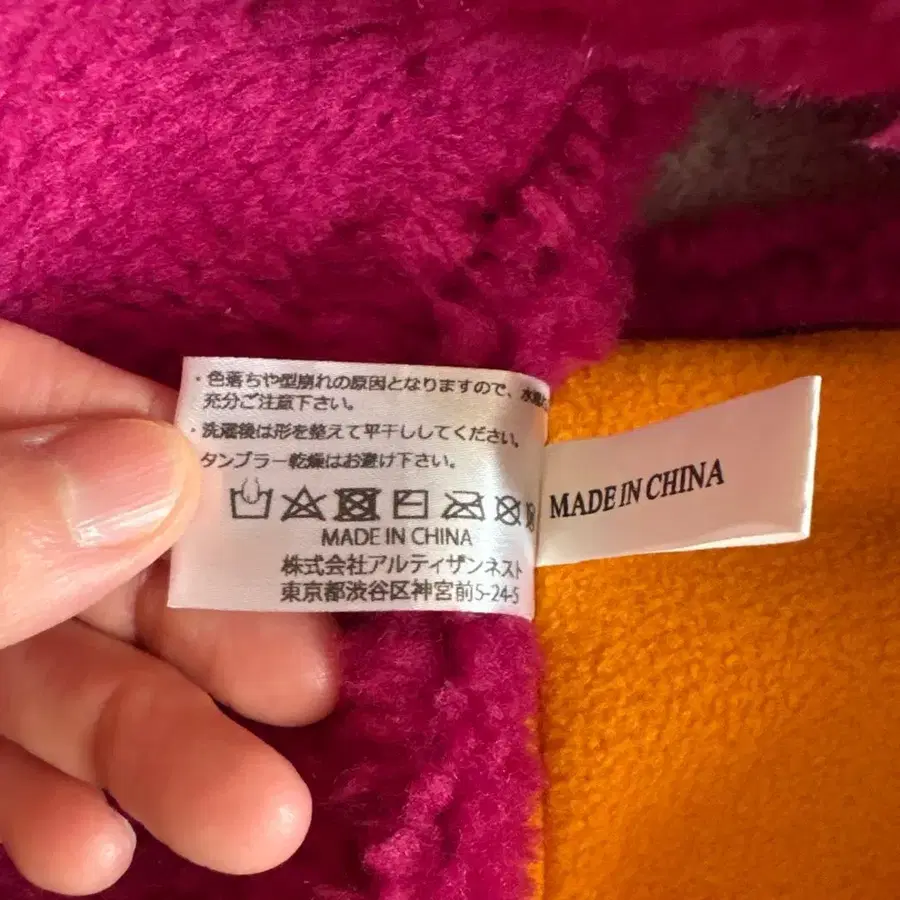 ・色落ちや型崩れの原因となりますので、水
充分ご注意下さい。
・洗濯後は形を整えて平干ししてください。
タンブラー乾燥はお避け下さい。
MADE IN CHINA
株式会社アルティザンネスト
東京都渋谷区神宮前5-24-5
MADE IN CHINA